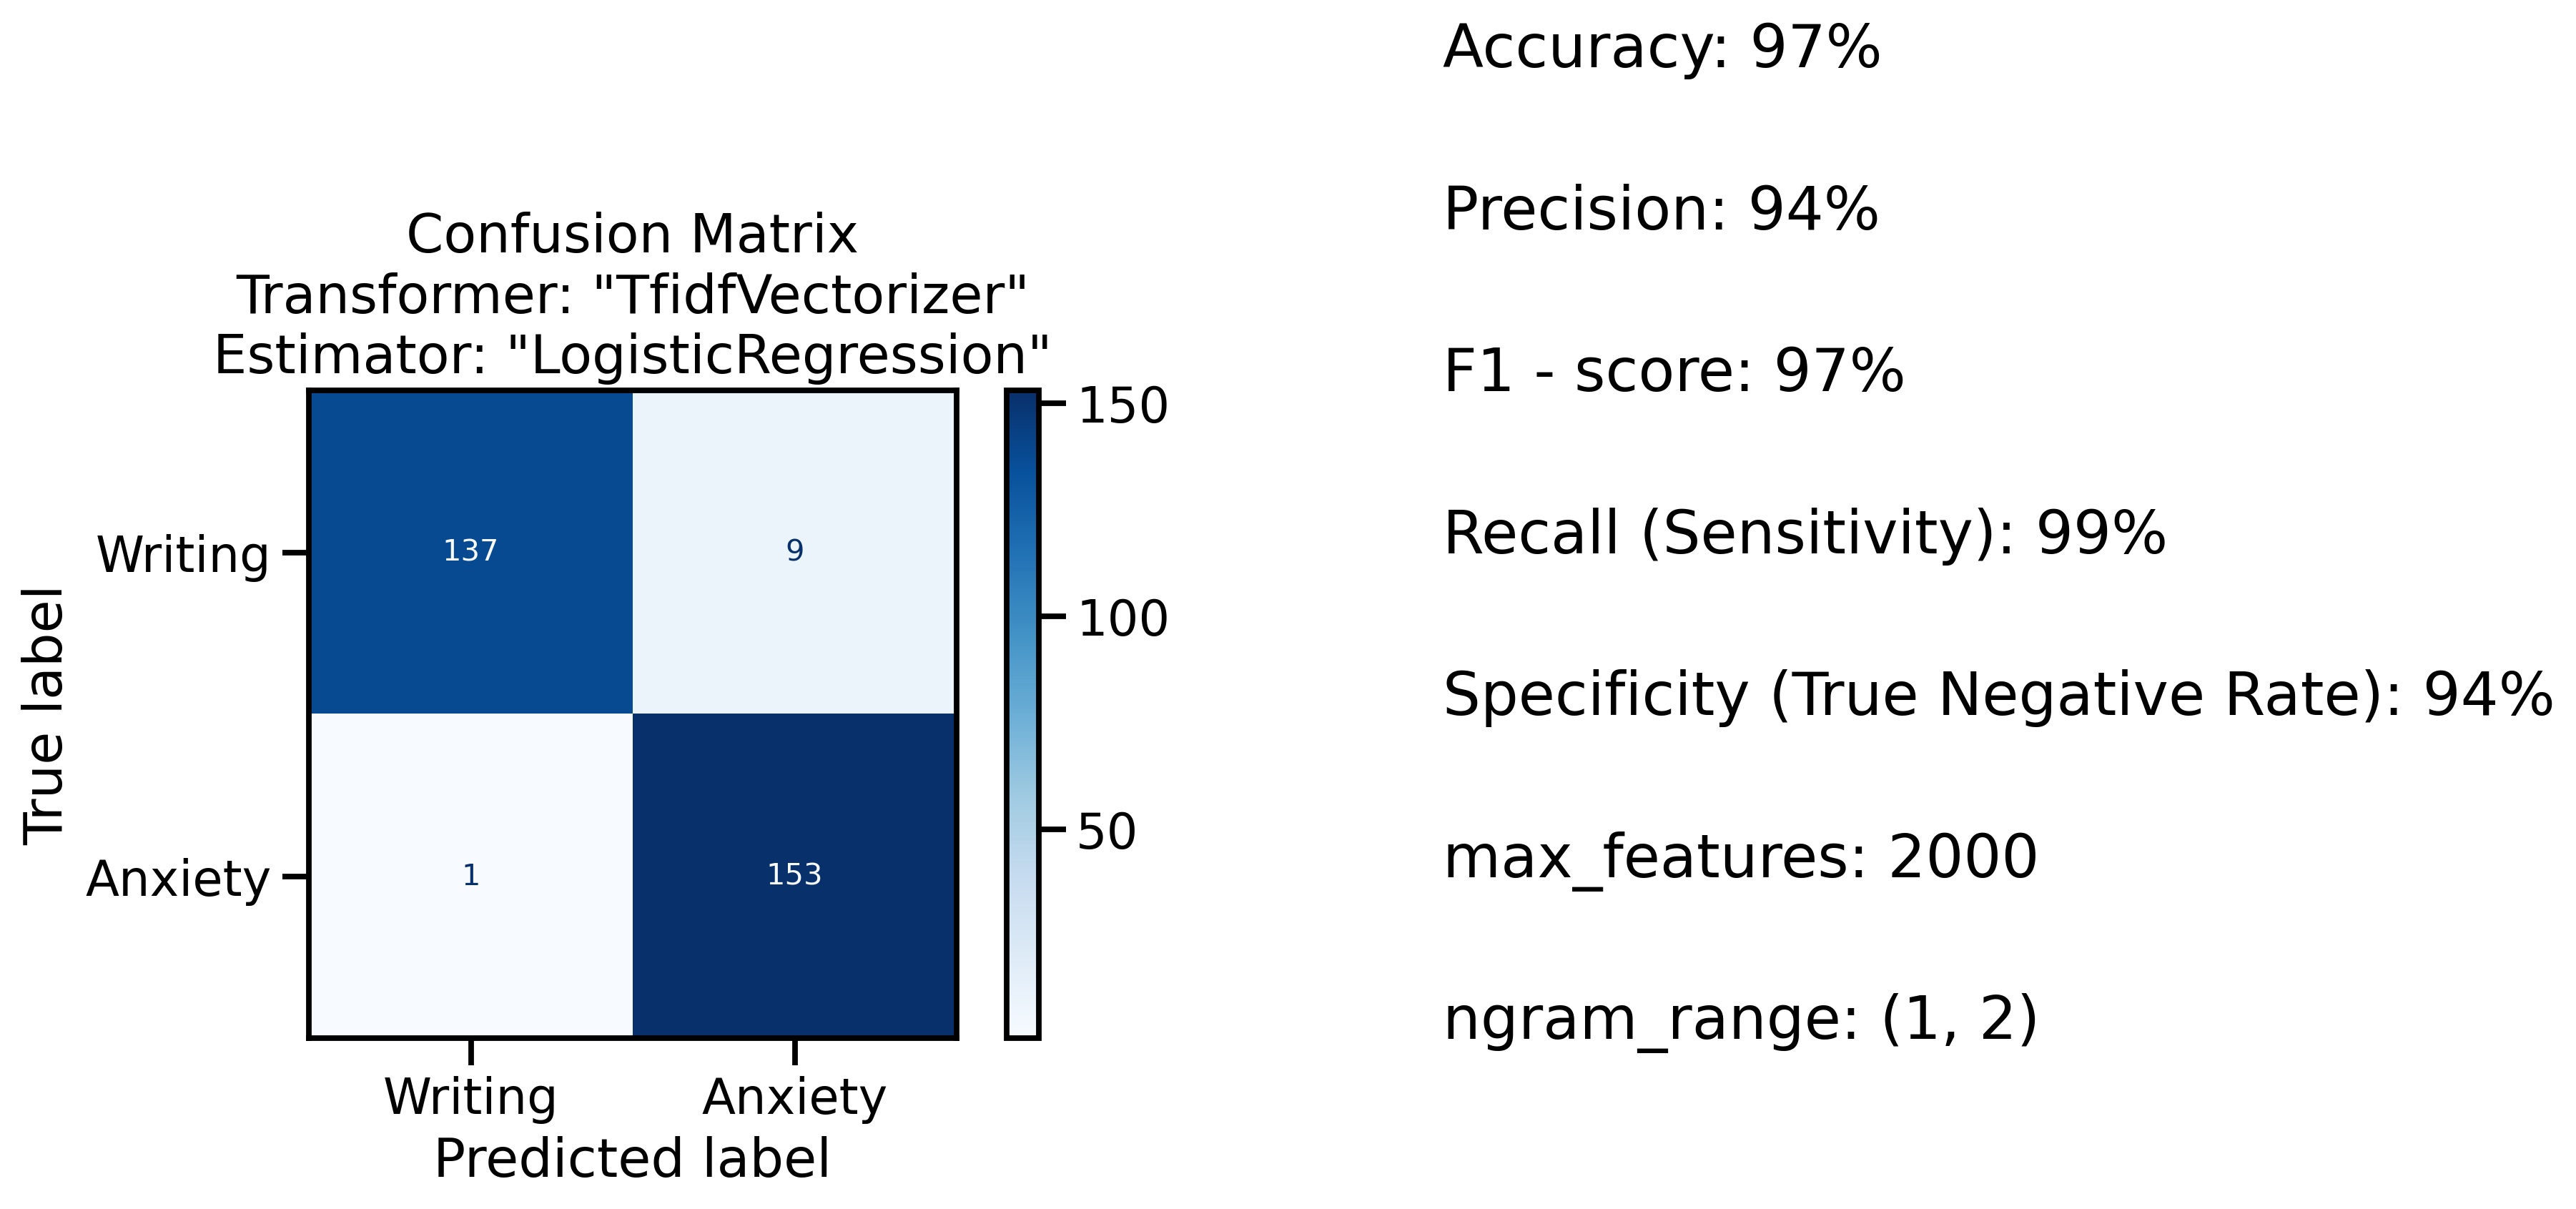 Confusion Matrix
Transformer: "TfidfVectorizer"
Estimator: "LogisticRegression"
True label
Writing
Anxiety
137
9
1
153
Writing
Anxiety
Predicted label
150
100
50
Accuracy: 97%
Precision: 94%
F1 - score: 97%
Recall (Sensitivity): 99%
Specificity (True Negative Rate): 94%
max_features: 2000
ngram_range: (1, 2)